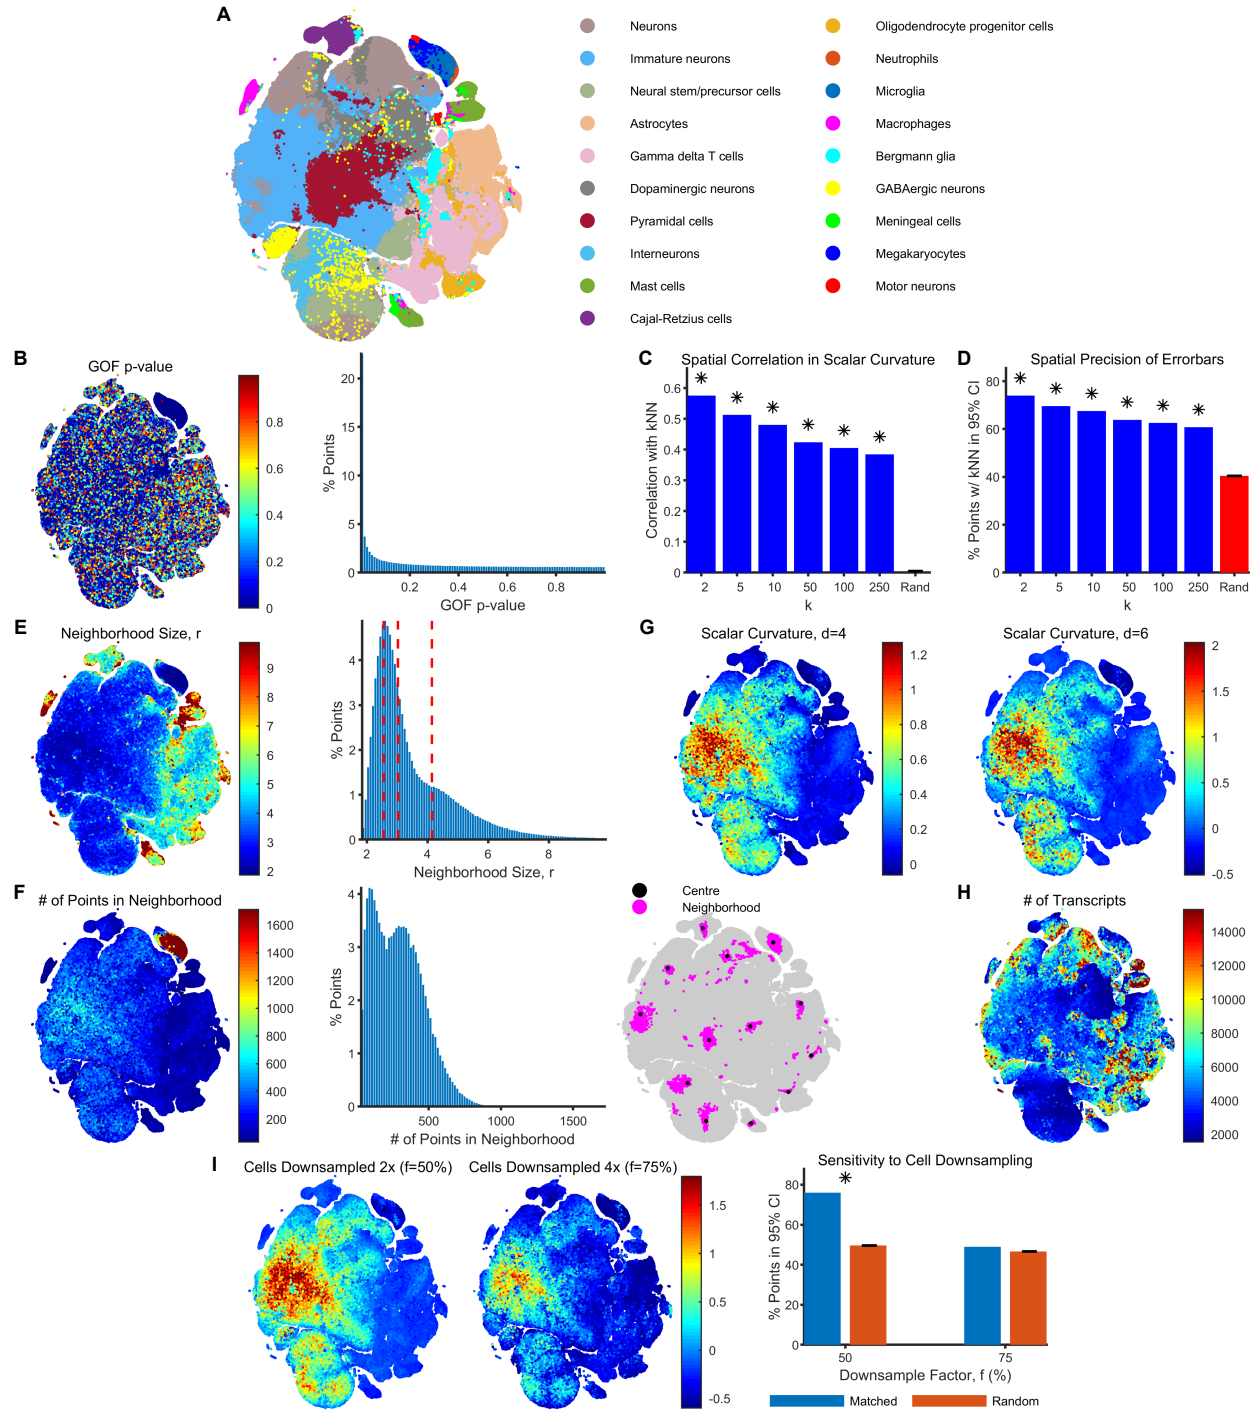 A
Neurons
Immature neurons
Neural stem/precursor cells
Astrocytes
Gamma delta T cells
Dopaminergic neurons
Pyramidal cells
Interneurons
Mast cells
Cajal-Retzius cells
Oligodendrocyte progenitor cells
Neutrophils
Microglia
Macrophages
Bergmann glia
GABAergic neurons
Meningeal cells
Megakaryocytes
Motor neurons
B
GOF p-value
0.8
0.6
0.4
0.2
0
% Points
20
15
10
5
0
0.2 0.4 0.6 0.8
GOF p-value
C
Spatial Correlation in Scalar Curvature
Correlation with kNN
0.6
0.5
0.4
0.3
0.2
0.1
0
2 5 10 50 100 250 Rand
k
D
Spatial Precision of Errorbars
% Points w/ kNN in 95% CI
80
60
40
20
0
2 5 10 50 100 250 Rand
k
E
Neighborhood Size, r
9
8
7
6
5
4
3
2
% Points
4
3
2
1
0
2 4 6 8
Neighborhood Size, r
G
Scalar Curvature, d=4
1.2
1
0.8
0.6
0.4
0.2
0
Scalar Curvature, d=6
2
1.5
1
0.5
0
-0.5
F
# of Points in Neighborhood
1600
1400
1200
1000
800
600
400
200
% Points
4
3
2
1
0
500 1000 1500
# of Points in Neighborhood
Centre
Neighborhood
H
# of Transcripts
14000
12000
10000
8000
6000
4000
2000
I
Cells Downsampled 2x (f=50%)
Cells Downsampled 4x (f=75%)
1.5
1
0.5
0
-0.5
Sensitivity to Cell Downsampling
% Points in 95% CI
80
60
40
20
0
50 75
Downsample Factor, f (%)
Matched
Random